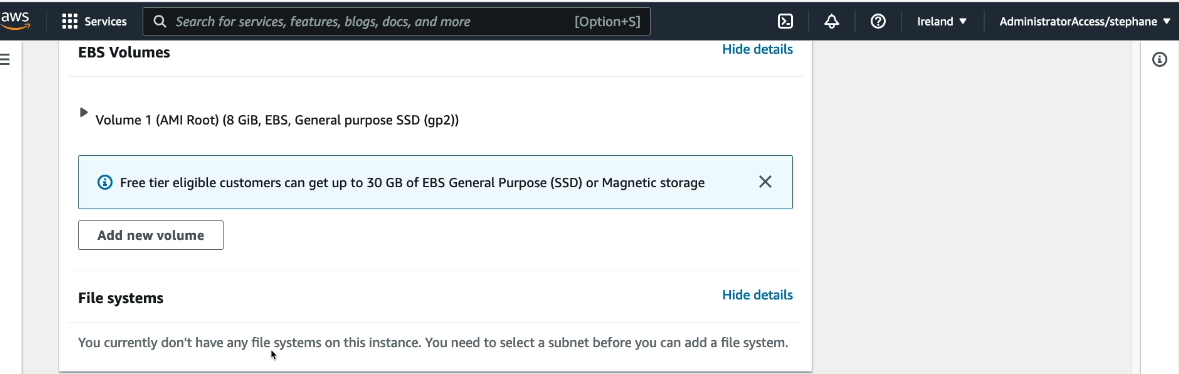 aws Services Search for services, features, blogs, docs, and more [Option+S] Ireland ▼ AdministratorAccess/stephane ▼
EBS Volumes Hide details
Volume 1 (AMI Root) (8 GiB, EBS, General purpose SSD (gp2))
Free tier eligible customers can get up to 30 GB of EBS General Purpose (SSD) or Magnetic storage
Add new volume
File systems Hide details
You currently don't have any file systems on this instance. You need to select a subnet before you can add a file system.